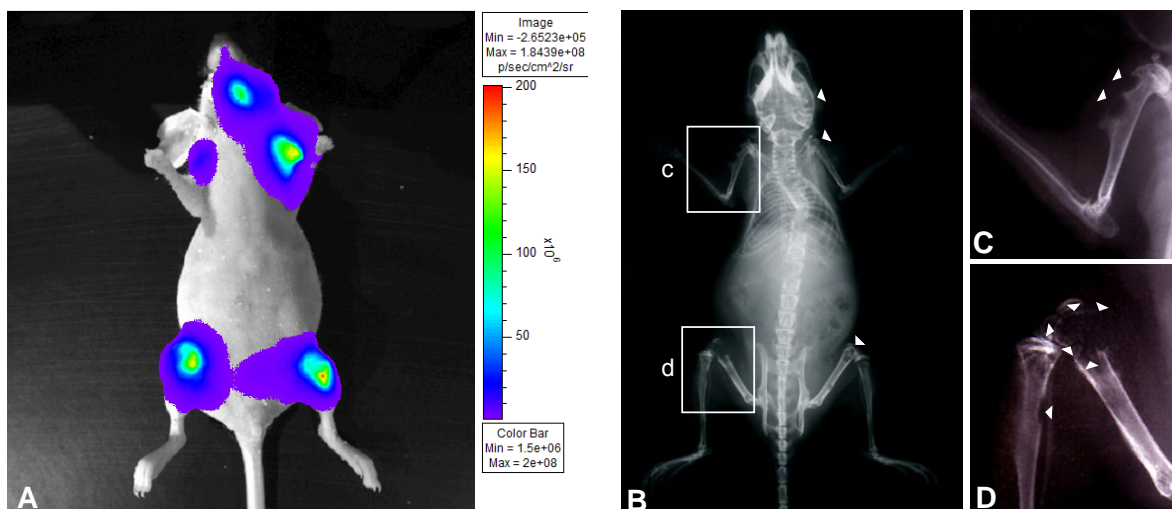 Image
Min = -2.6523e+05
Max = 1.8439e+08
p/sec/cm^2/sr
200
150
x10
6
100
50
Color Bar
Min = 1.5e+06
Max = 2e+08
A
c
d
B
C
D